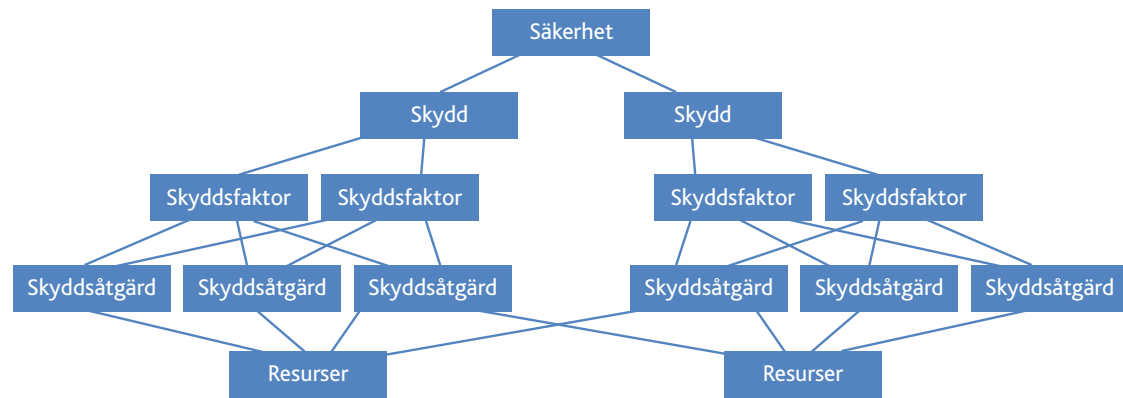 Säkerhet
Skydd Skydd
Skyddsfaktor Skyddsfaktor Skyddsfaktor Skyddsfaktor
Skyddsåtgärd Skyddsåtgärd Skyddsåtgärd Skyddsåtgärd Skyddsåtgärd Skyddsåtgärd
Resurser Resurser